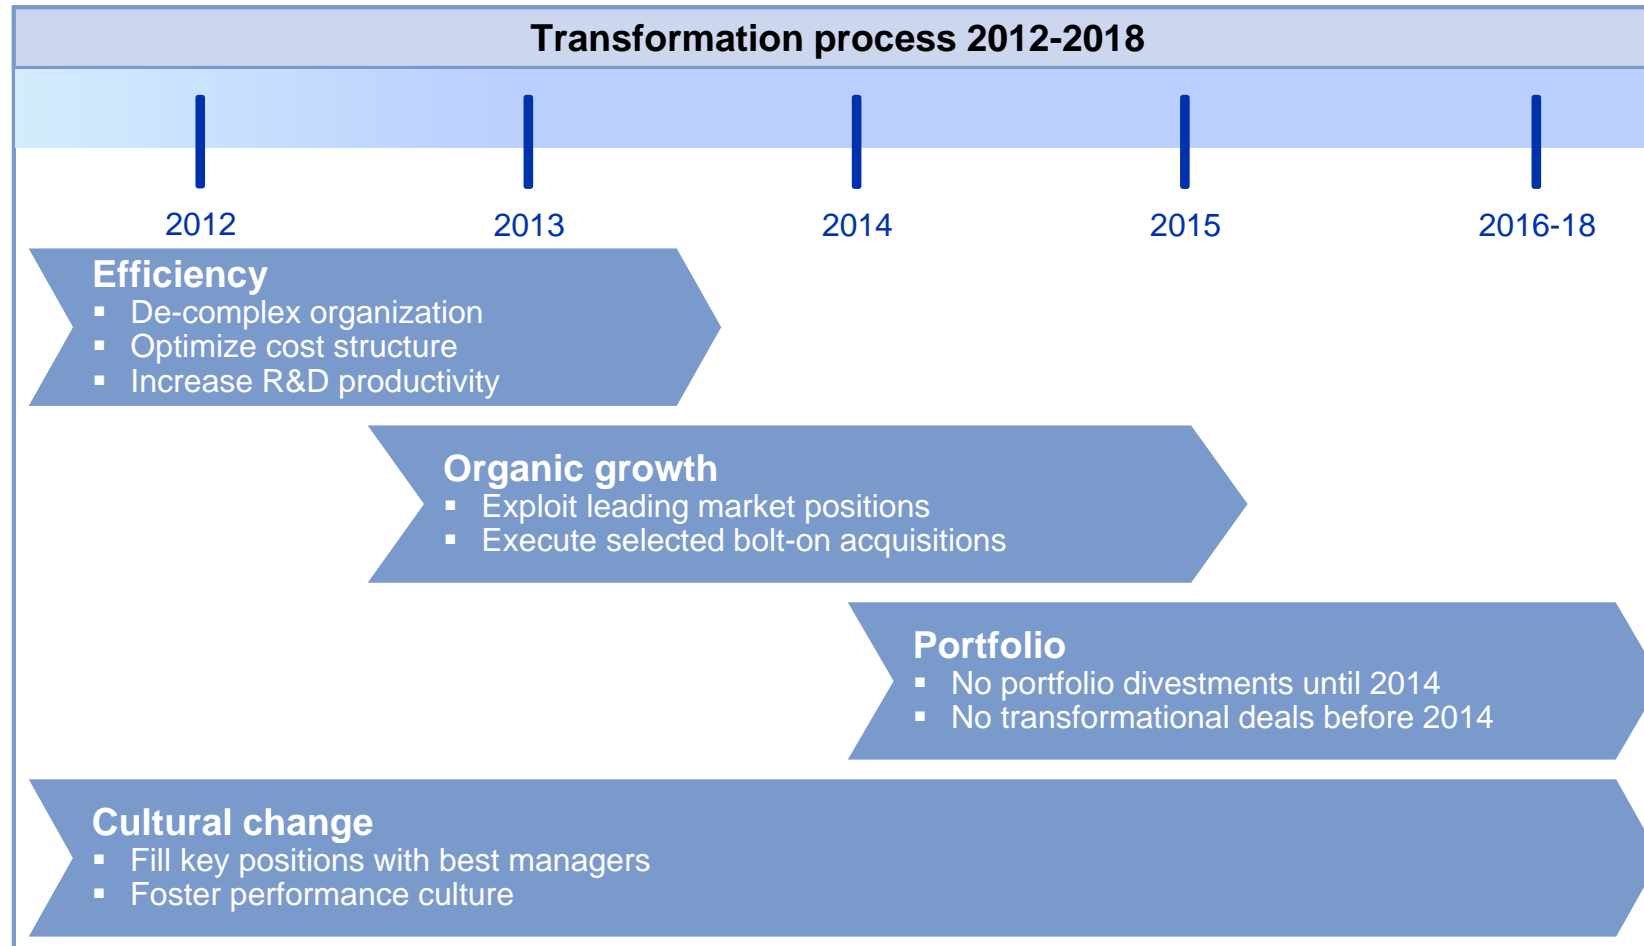 Transformation process 2012-2018
2012
2013
2014
2015
2016-18
Efficiency
▪ De-complex organization
▪ Optimize cost structure
▪ Increase R&D productivity
Organic growth
▪ Exploit leading market positions
▪ Execute selected bolt-on acquisitions
Portfolio
▪ No portfolio divestments until 2014
▪ No transformational deals before 2014
Cultural change
▪ Fill key positions with best managers
▪ Foster performance culture